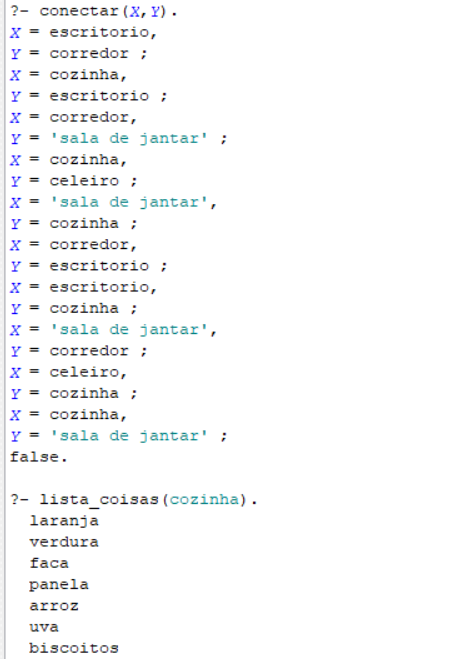 ?- conectar(X,Y).
X = escritorio,
Y = corredor ;
X = cozinha,
Y = escritorio ;
X = corredor,
Y = 'sala de jantar' ;
X = cozinha,
Y = celeiro ;
X = 'sala de jantar',
Y = cozinha ;
X = corredor,
Y = escritorio ;
X = escritorio,
Y = cozinha ;
X = 'sala de jantar',
Y = corredor ;
X = celeiro,
Y = cozinha ;
X = cozinha,
Y = 'sala de jantar' ;
false.

?- lista_coisas(cozinha).
  laranja
  verdura
  faca
  panela
  arroz
  uva
  biscoitos